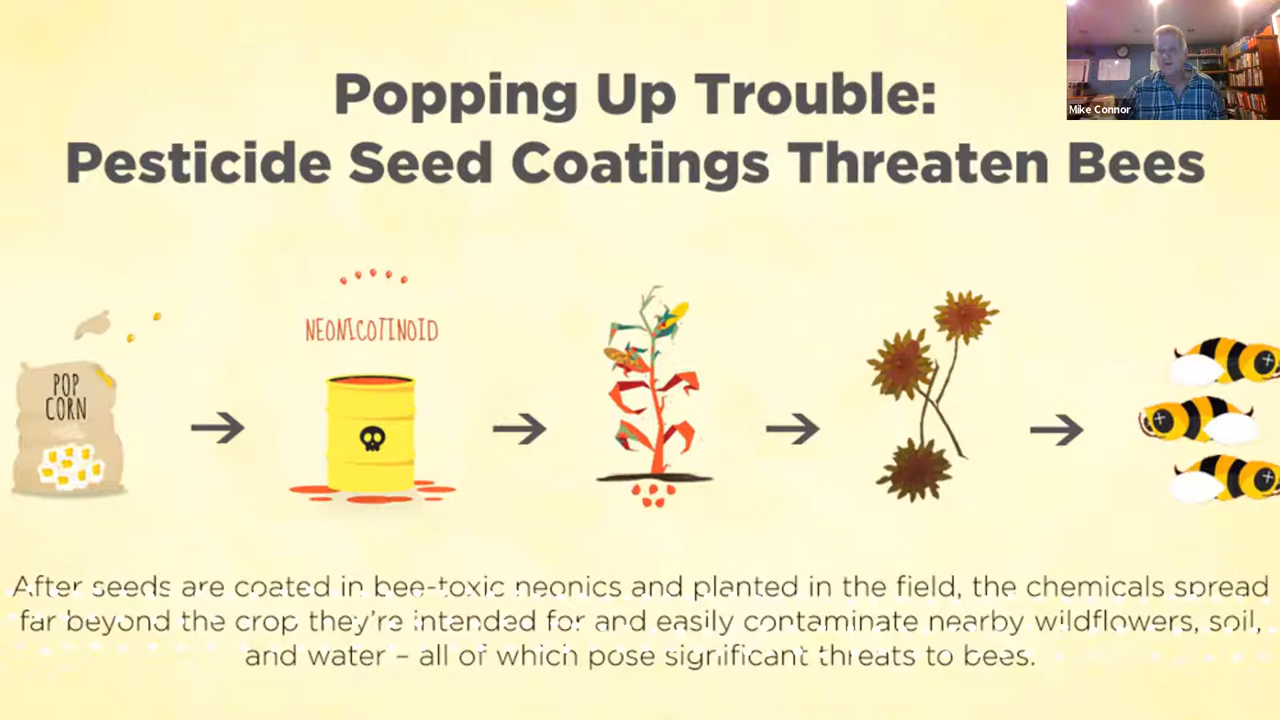 Popping Up Trouble:
Pesticide Seed Coatings Threaten Bees
Mike Connor
POP
CORN
NEONICOTINOID
After seeds are coated in bee-toxic neonics and planted in the field, the chemicals spread
far beyond the crop they're intended for and easily contaminate nearby wildflowers, soil,
and water – all of which pose significant threats to bees.